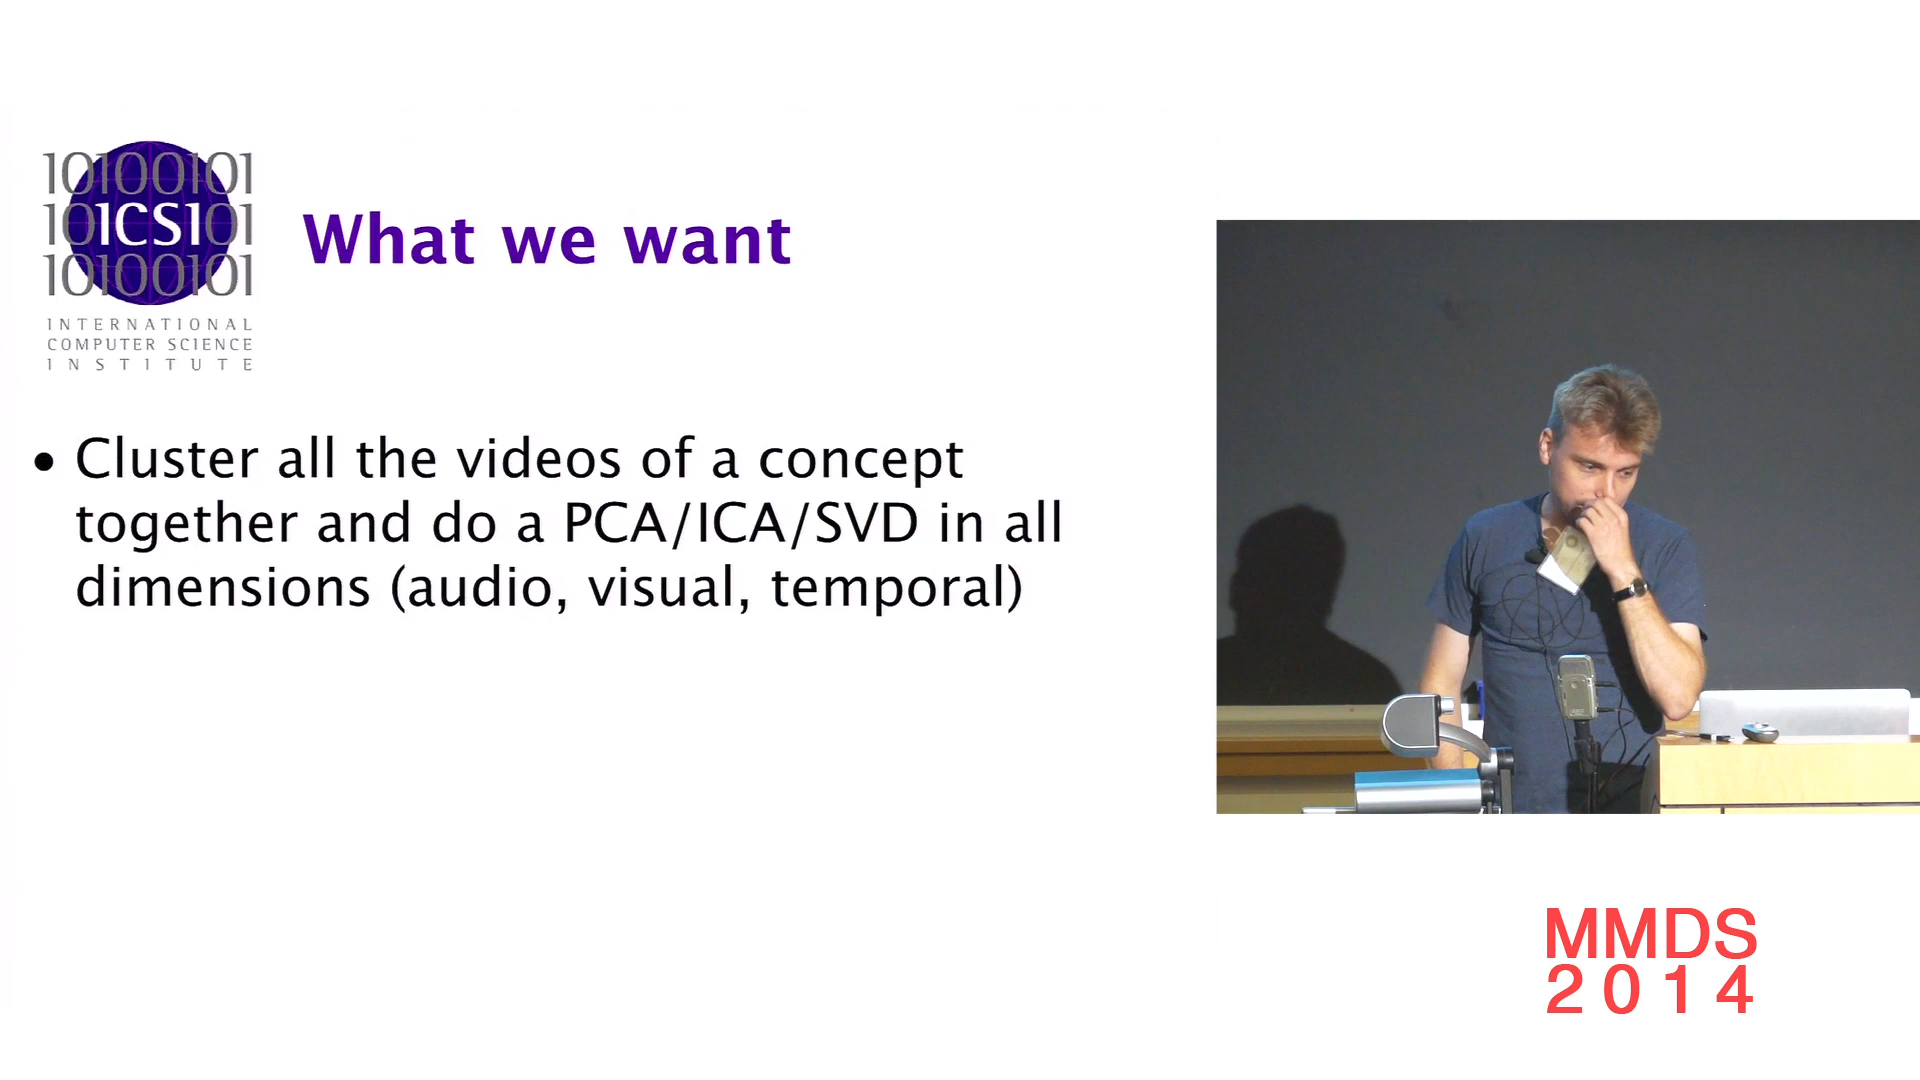 10100101
10ICSI01
10100101
INTERNATIONAL
COMPUTER SCIENCE
INSTITUTE
What we want
• Cluster all the videos of a concept
together and do a PCA/ICA/SVD in all
dimensions (audio, visual, temporal)
MMDS
2014